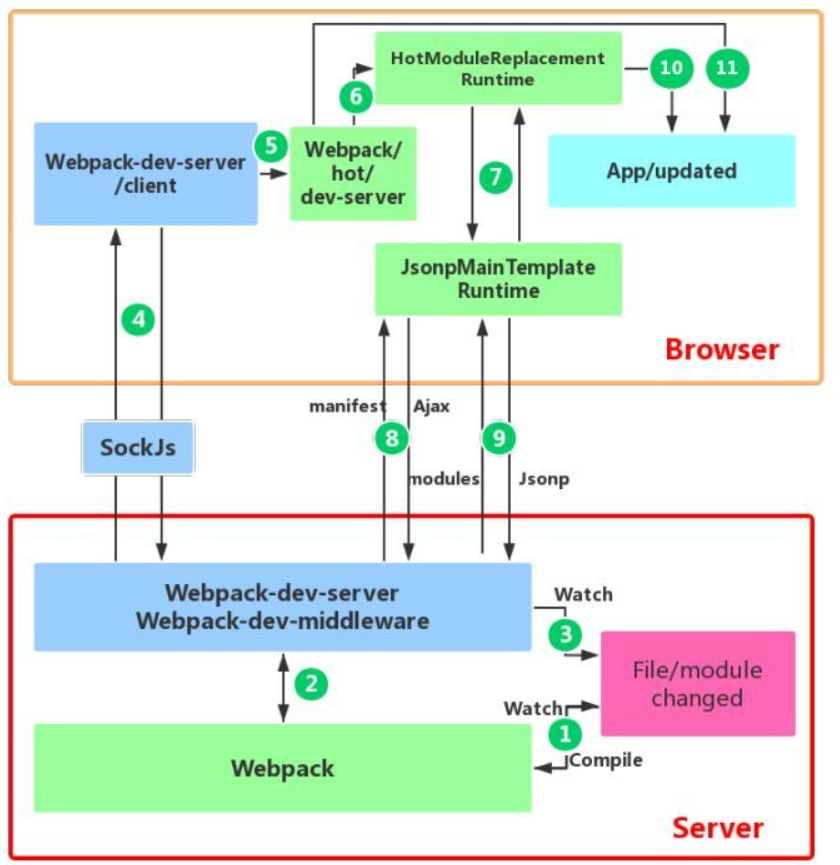 HotModuleReplacement
Runtime
10
11
6
5
Webpack-dev-server
/client
Webpack/
hot/
dev-server
App/updated
7
JsonpMainTemplate
Runtime
4
Browser
manifest
Ajax
SockJs
8
9
modules
Jsonp
Webpack-dev-server
Webpack-dev-middleware
Watch
3
File/module
changed
2
Watch
1
Compile
Webpack
Server